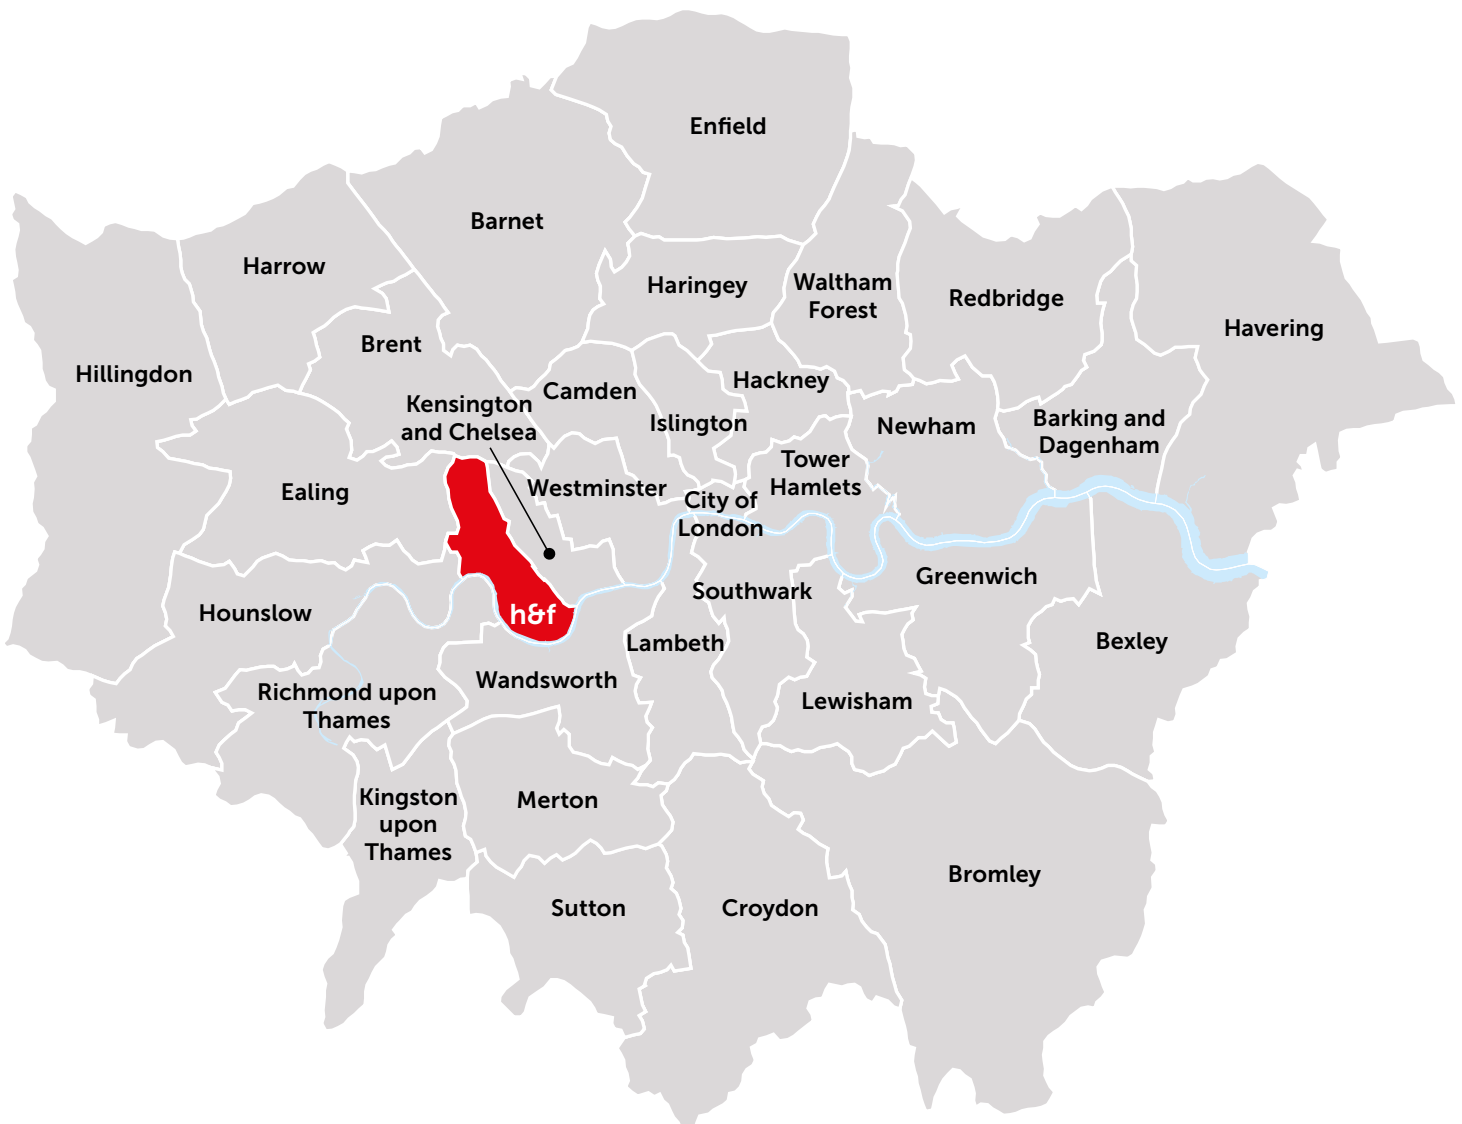 Enfield
Barnet
Harrow
Haringey
Waltham
Forest
Redbridge
Havering
Brent
Hillingdon
Hackney
Camden
Kensington
and Chelsea
Islington
Newham
Barking and
Dagenham
Tower
Hamlets
Ealing
Westminster
City of
London
Greenwich
Southwark
Hounslow
h&f
Lambeth
Bexley
Wandsworth
Richmond upon
Thames
Lewisham
Kingston
upon
Thames
Merton
Bromley
Sutton
Croydon